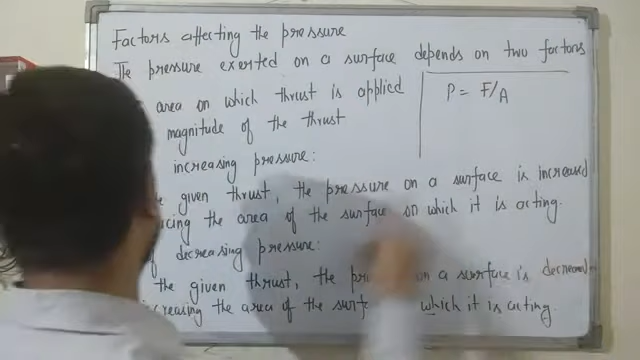 Factors affecting the pressure
The pressure exerted on a surface depends on two factors
area on which thrust is applied
P = F/A
magnitude of the thrust
increasing pressure:
given thrust, the pressure on a surface is increased
the area of the surface on which it is acting.
decreasing pressure:
the given thrust, the on a surface is
the area of the which it is acting.